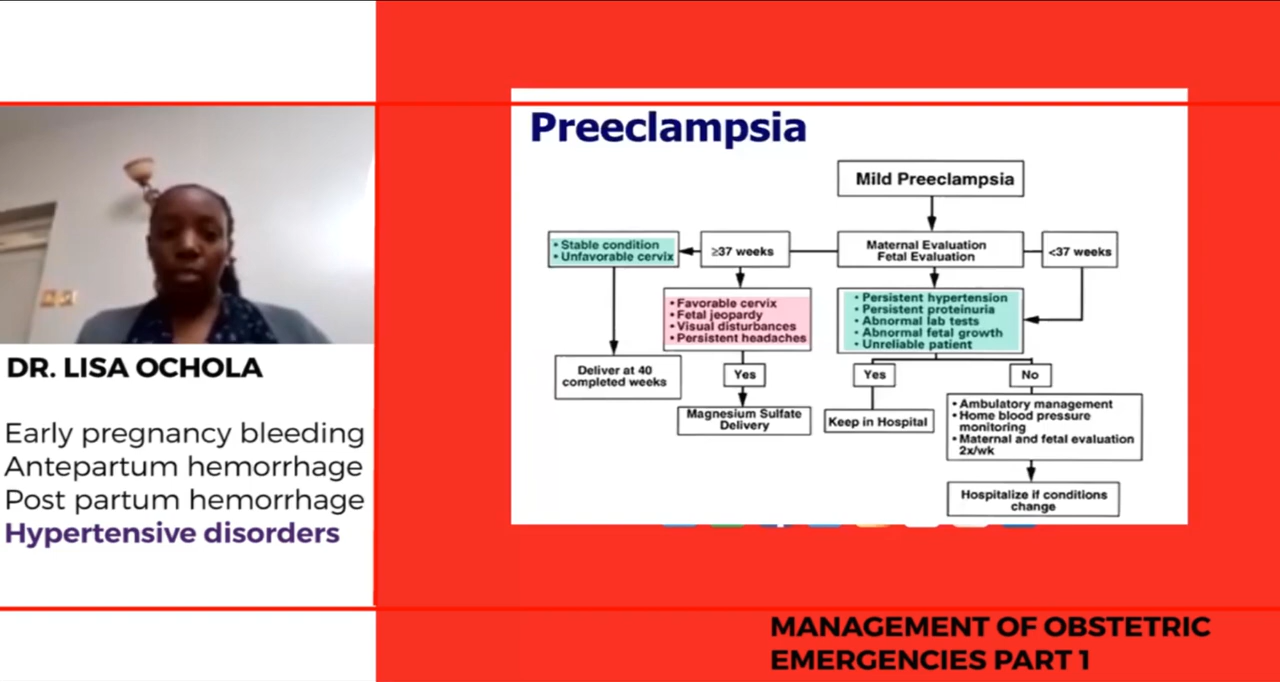 DR. LISA OCHOLA
Early pregnancy bleeding
Antepartum hemorrhage
Post partum hemorrhage
Hypertensive disorders
Preeclampsia
Mild Preeclampsia
• Stable condition
• Unfavorable cervix
≥37 weeks
Maternal Evaluation
Fetal Evaluation
<37 weeks
• Favorable cervix
• Fetal jeopardy
• Visual disturbances
• Persistent headaches
• Persistent hypertension
• Persistent proteinuria
• Abnormal lab tests
• Abnormal fetal growth
• Unreliable patient
Deliver at 40
completed weeks
Yes
Yes
No
Magnesium Sulfate
Delivery
Keep in Hospital
• Ambulatory management
• Home blood pressure
monitoring
• Maternal and fetal evaluation
2x/wk
Hospitalize if conditions
change
MANAGEMENT OF OBSTETRIC
EMERGENCIES PART 1